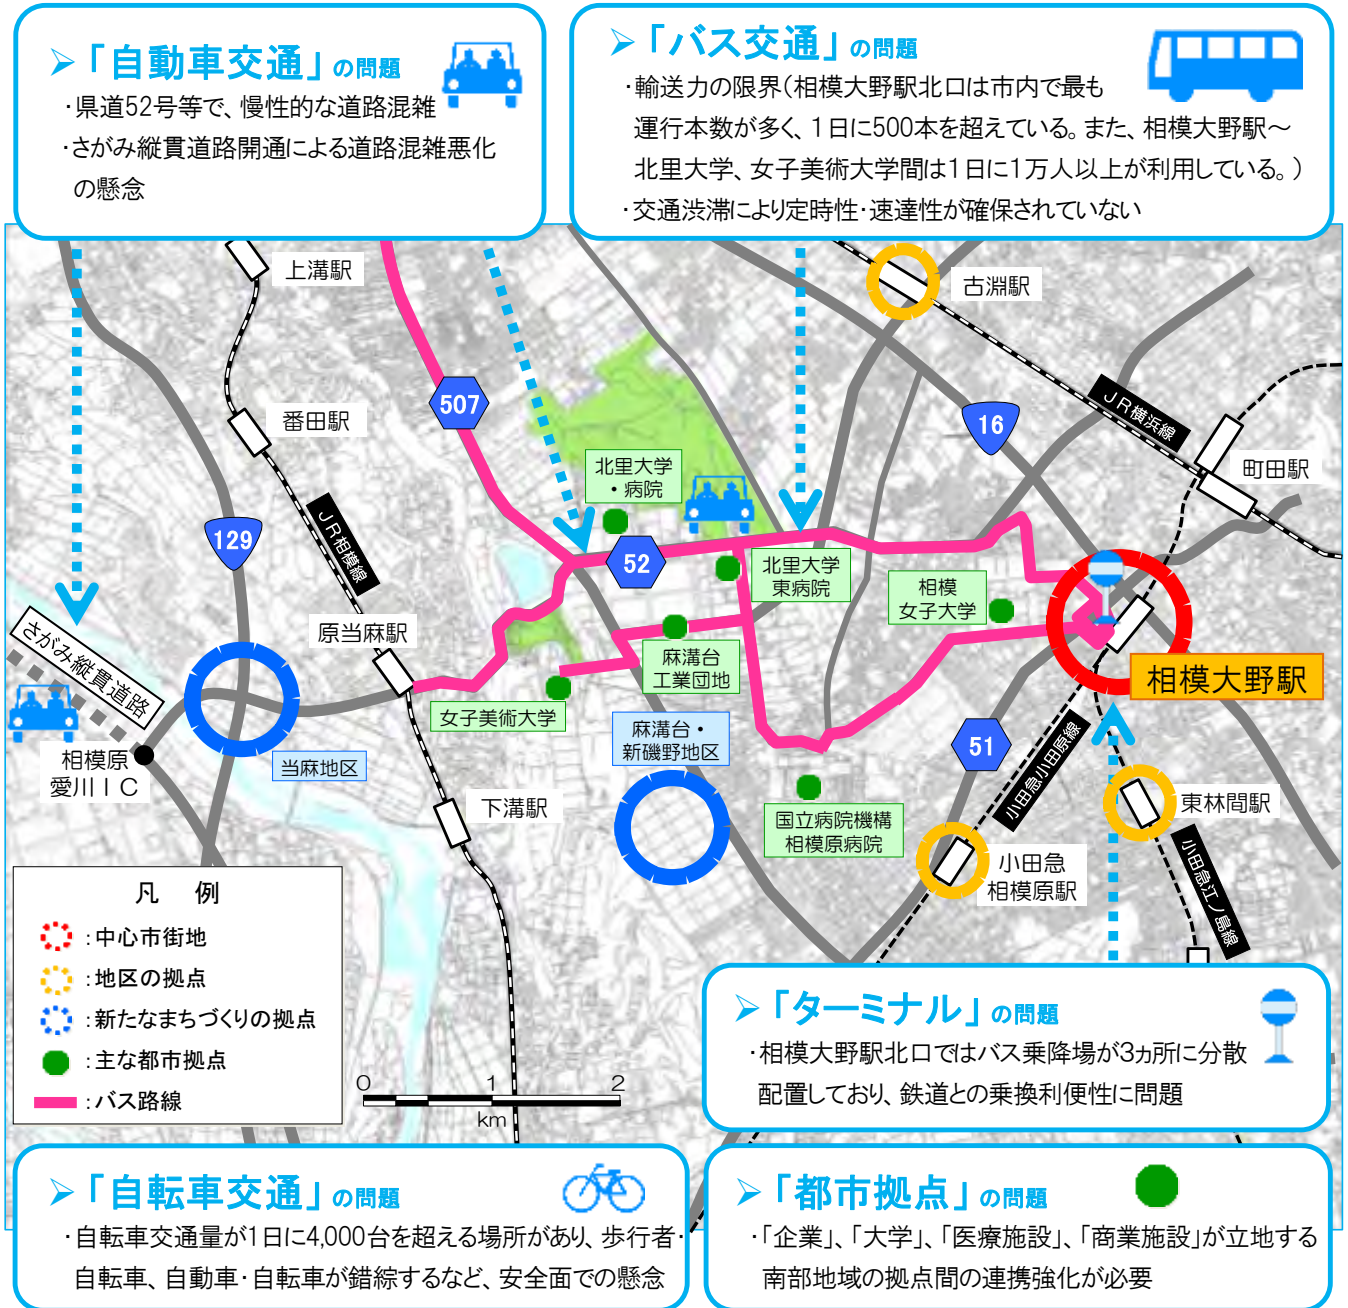 ➢「自動車交通」の問題
・県道52号等で、慢性的な道路混雑
・さがみ縦貫道路開通による道路混雑悪化
の懸念
➢「バス交通」の問題
・輸送力の限界(相模大野駅北口は市内で最も
運行本数が多く、1日に500本を超えている。また、相模大野駅～
北里大学、女子美術大学間は1日に1万人以上が利用している。)
・交通渋滞により定時性・速達性が確保されていない
上溝駅
古淵駅
507
16
JR横浜線
番田駅
町田駅
北里大学
・病院
129
JR相模線
52
北里大学
東病院
相模
女子大学
原当麻駅
さがみ縦貫道路
麻溝台
工業団地
相模大野駅
女子美術大学
麻溝台・
新磯野地区
51
相模原
愛川IC
当麻地区
小田急小田原線
下溝駅
国立病院機構
相模原病院
東林間駅
小田急
相模原駅
小田急江ノ島線
凡 例
:中心市街地
:地区の拠点
:新たなまちづくりの拠点
:主な都市拠点
:バス路線
0 1 2
km
➢「ターミナル」の問題
・相模大野駅北口ではバス乗降場が3ヵ所に分散
配置しており、鉄道との乗換利便性に問題
➢「自転車交通」の問題
・自転車交通量が1日に4,000台を超える場所があり、歩行者・
自転車、自動車・自転車が錯綜するなど、安全面での懸念
➢「都市拠点」の問題
・「企業」、「大学」、「医療施設」、「商業施設」が立地する
南部地域の拠点間の連携強化が必要